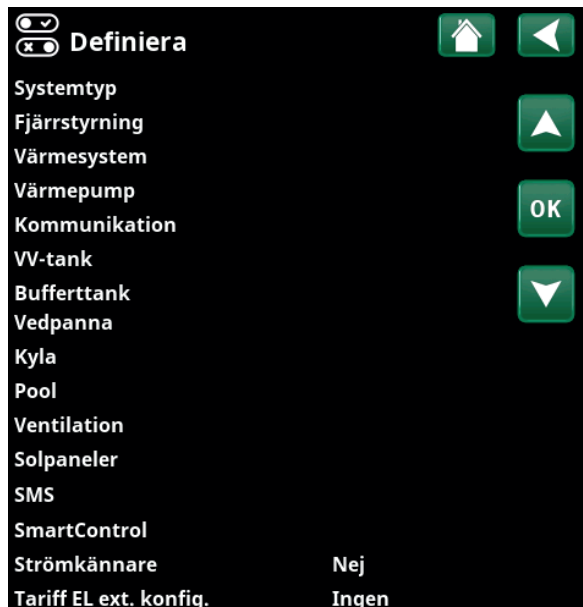 Definiera
Systemtyp
Fjärrstyrning
Värmesystem
Värmepump
OK
Kommunikation
VV-tank
Bufferttank
Vedpanna
Kyla
Pool
Ventilation
Solpaneler
SMS
SmartControl
Strömkännare Nej
Tariff EL ext. konfig. Ingen